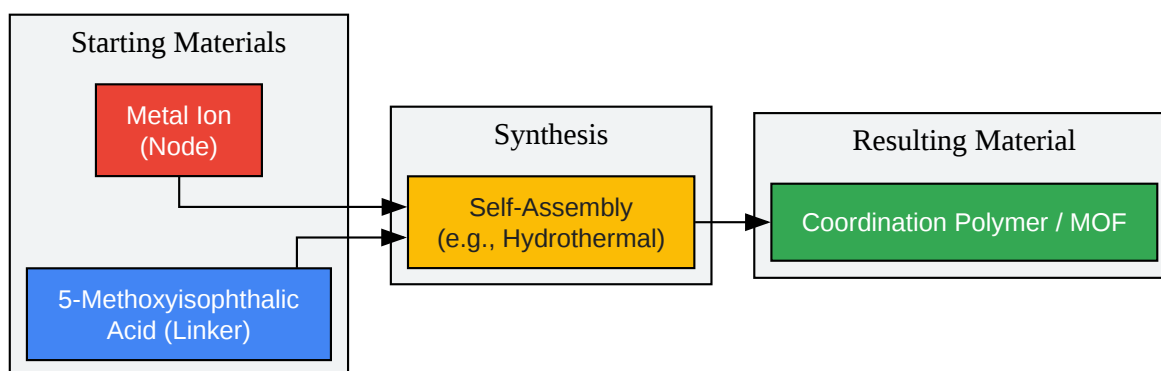 Starting Materials
Metal Ion
(Node)
5-Methoxyisophthalic
Acid (Linker)
Synthesis
Self-Assembly
(e.g., Hydrothermal)
Resulting Material
Coordination Polymer / MOF